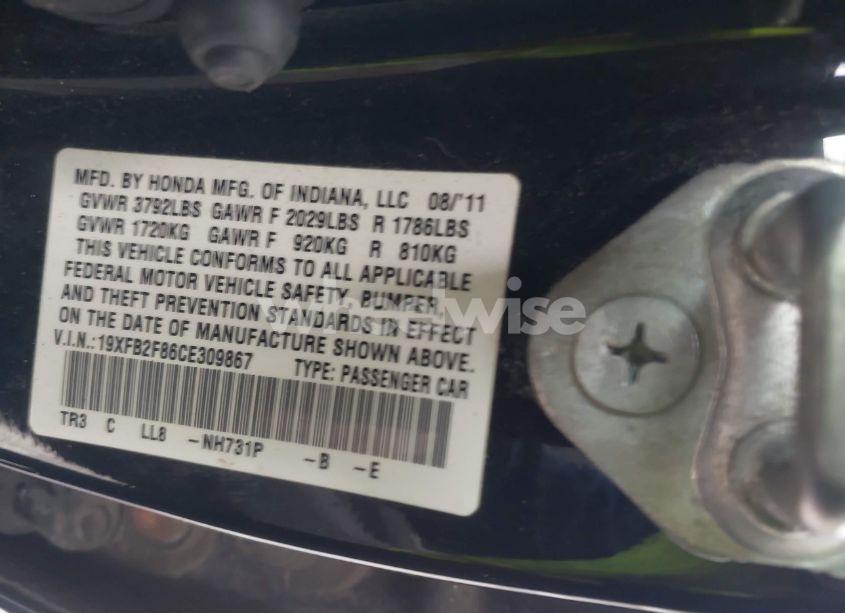 MFD. BY HONDA MFG. OF INDIANA, LLC 08/'11
GVWR 3792LBS GAWR F 2029LBS R 1786LBS
GVWR 1720KG GAWR F 920KG R 810KG
THIS VEHICLE CONFORMS TO ALL APPLICABLE
FEDERAL MOTOR VEHICLE SAFETY, BUMPER,
AND THEFT PREVENTION STANDARDS IN EFFECT
ON THE DATE OF MANUFACTURE SHOWN ABOVE.
V.I.N.:19XFB2F86CE309867 TYPE: PASSENGER CAR
TR3 C LL8 -NH731P -B -E